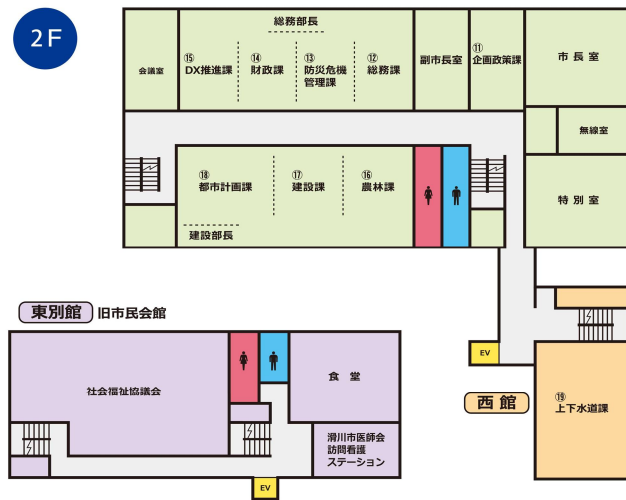 2F
総務部長
会議室
⑮
DX推進課
⑭
財政課
⑬
防災危機
管理課
⑫
総務課
副市長室
⑪
企画政策課
市長室
無線室
⑱
都市計画課
⑰
建設課
⑯
農林課
特別室
建設部長
東別館 旧市民会館
EV
社会福祉協議会
食堂
西館
⑲
上下水道課
滑川市医師会
訪問看護
ステーション
EV